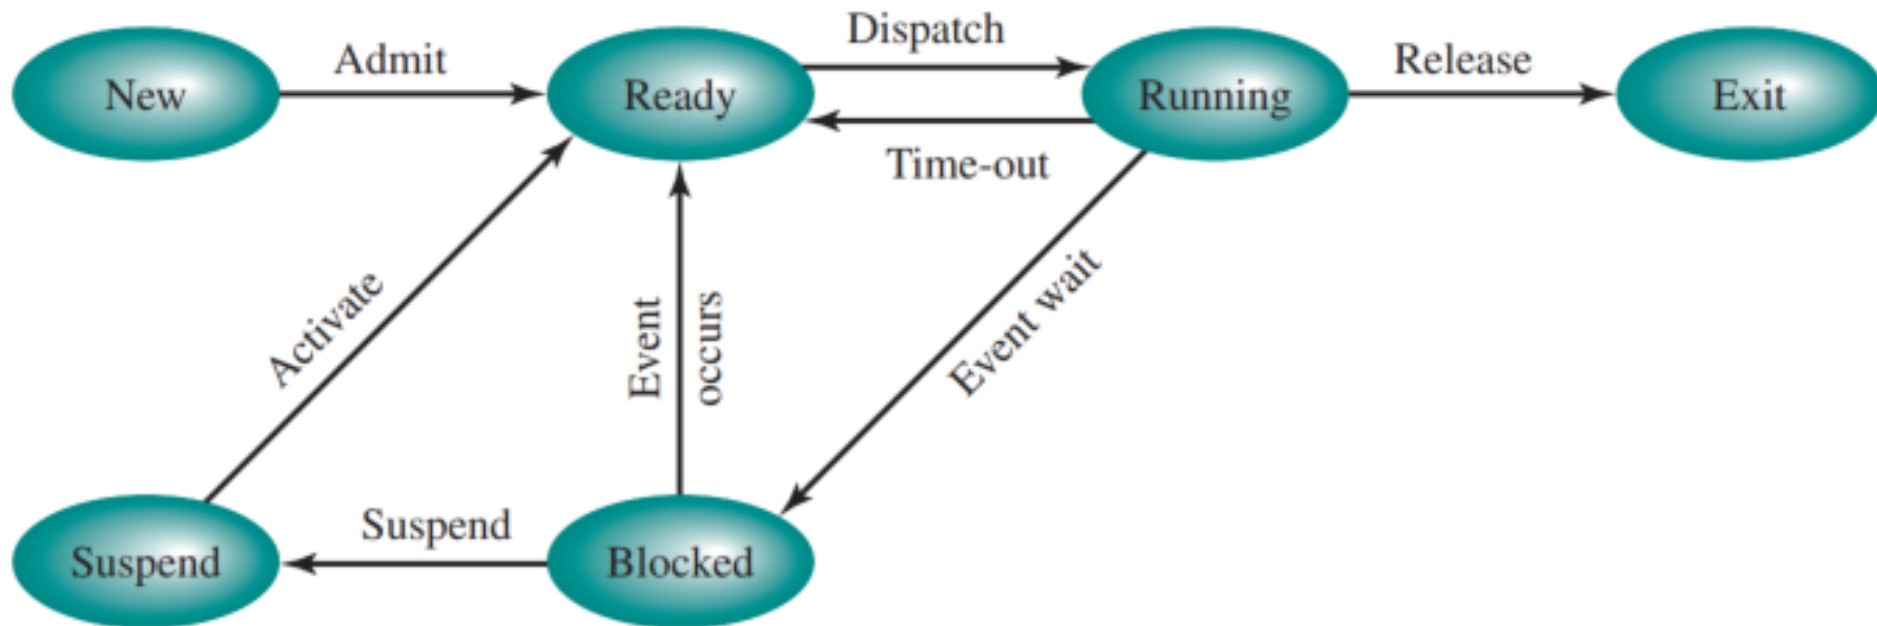 Dispatch
Admit
Release
New
Ready
Running
Exit
Time-out
Activate
Event
occurs
Event wait
Suspend
Suspend
Blocked